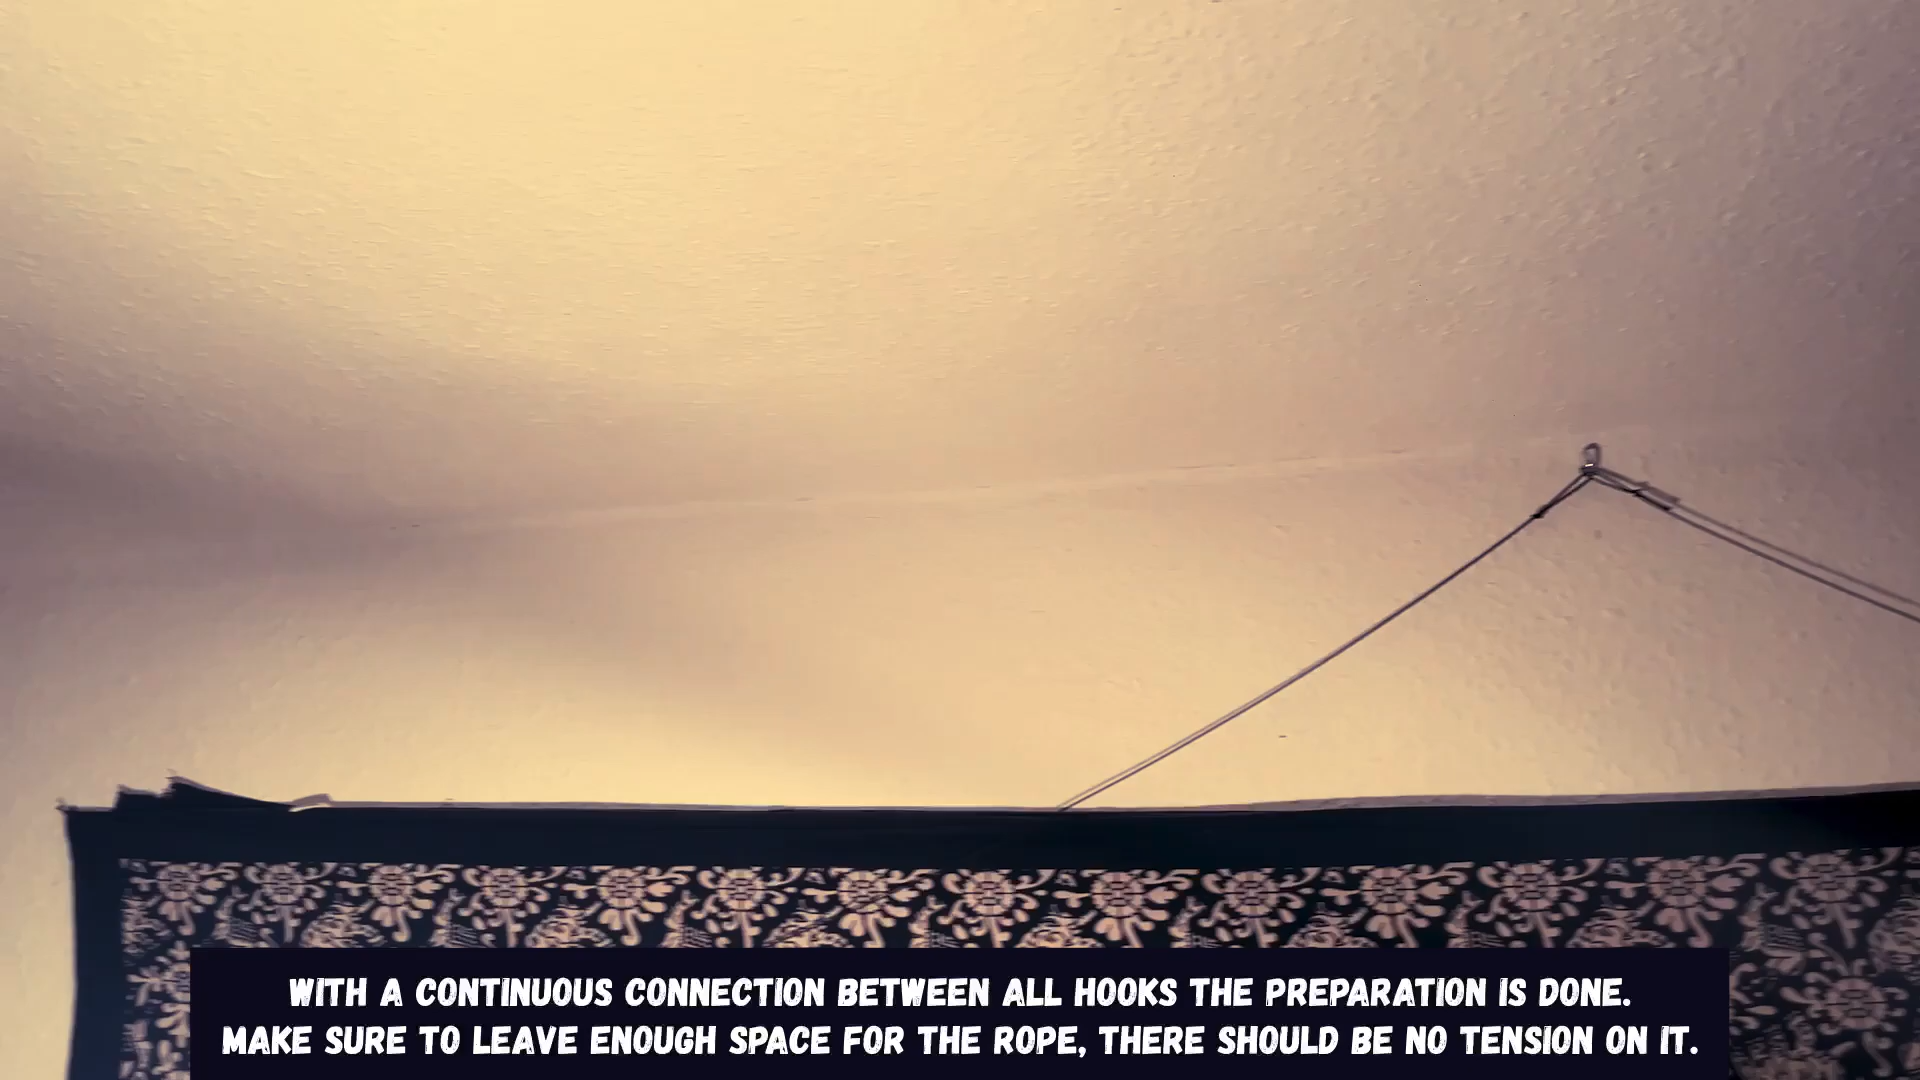 WITH A CONTINUOUS CONNECTION BETWEEN ALL HOOKS THE PREPARATION IS DONE.
MAKE SURE TO LEAVE ENOUGH SPACE FOR THE ROPE, THERE SHOULD BE NO TENSION ON IT.